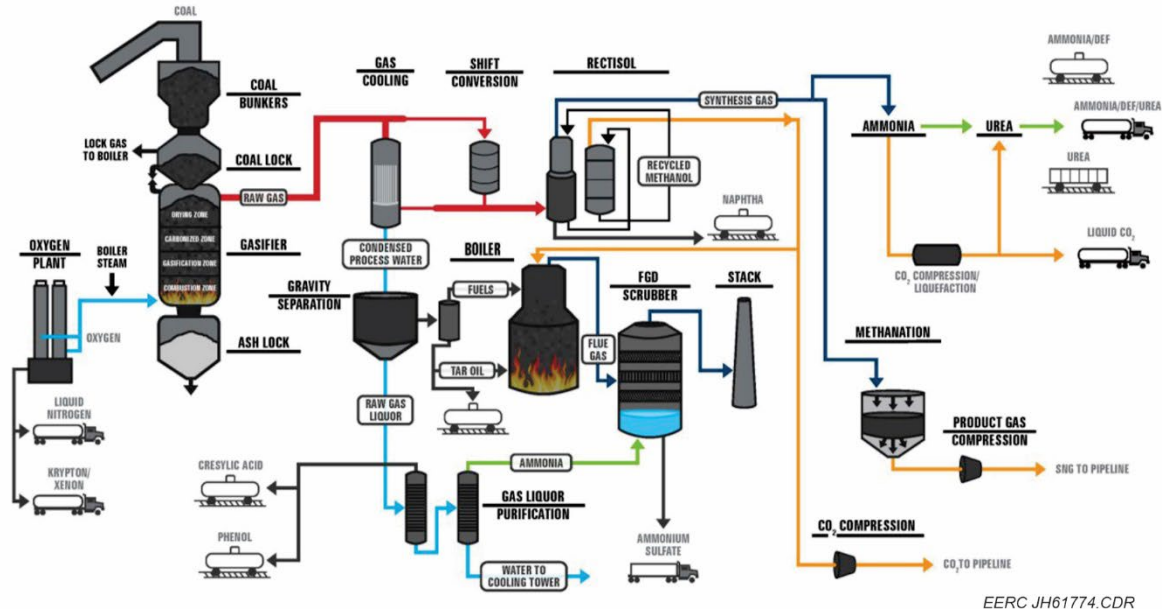 COAL
COAL
BUNKERS
LOCK GAS
TO BOILER
COAL LOCK
RAW GAS
DRYING ZONE
CARBONIZED ZONE
GASIFICATION ZONE
COMBUSTION ZONE
GASIFIER
OXYGEN
PLANT
BOILER
STEAM
OXYGEN
ASH LOCK
LIQUID
NITROGEN
KRYPTON/
XENON
GAS
COOLING
SHIFT
CONVERSION
RECTISOL
SYNTHESIS GAS
RECYCLED
METHANOL
NAPHTHA
CONDENSED
PROCESS WATER
GRAVITY
SEPARATION
BOILER
FUELS
TAR OIL
FLUE
GAS
FGD
SCRUBBER
STACK
RAW GAS
LIQUOR
CRESYLIC ACID
PHENOL
AMMONIA
GAS LIQUOR
PURIFICATION
WATER TO
COOLING TOWER
AMMONIUM
SULFATE
AMMONIA/DEF
AMMONIA/DEF/UREA
AMMONIA
UREA
UREA
LIQUID CO₂
CO₂ COMPRESSION/
LIQUEFACTION
METHANATION
PRODUCT GAS
COMPRESSION
SNG TO PIPELINE
CO₂ COMPRESSION
CO₂TO PIPELINE
EERC JH61774.CDR